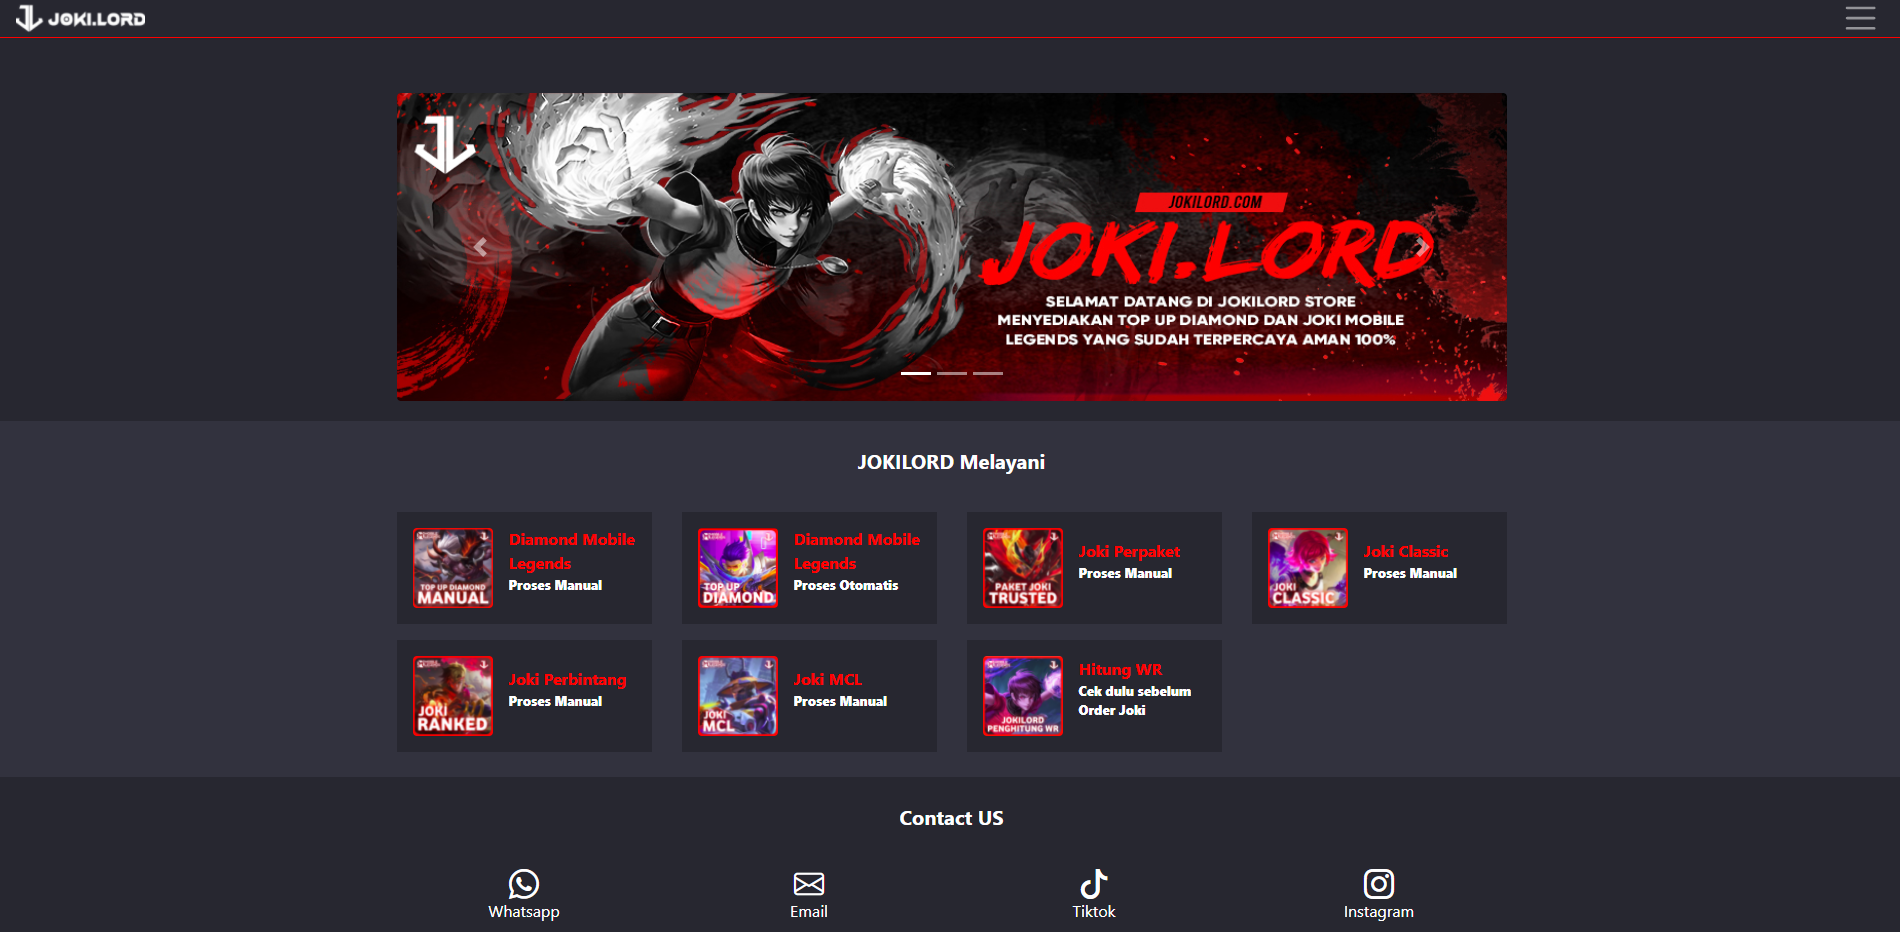 JOKI.LORD
JOKILORD.COM
JOKI.LORD
SELAMAT DATANG DI JOKILORD STORE
MENYEDIAKAN TOP UP DIAMOND DAN JOKI MOBILE
LEGENDS YANG SUDAH TERPERCAYA AMAN 100%
JOKILORD Melayani
TOP UP DIAMOND
MANUAL
Diamond Mobile
Legends
Proses Manual
TOP UP
DIAMOND
Diamond Mobile
Legends
Proses Otomatis
PAKET JOKI
TRUSTED
Joki Perpaket
Proses Manual
JOKI
CLASSIC
Joki Classic
Proses Manual
JOKI
RANKED
Joki Perbintang
Proses Manual
JOKI
MCL
Joki MCL
Proses Manual
JOKILORD
PENGHITUNG WR
Hitung WR
Cek dulu sebelum
Order Joki
Contact US
Whatsapp
Email
Tiktok
Instagram